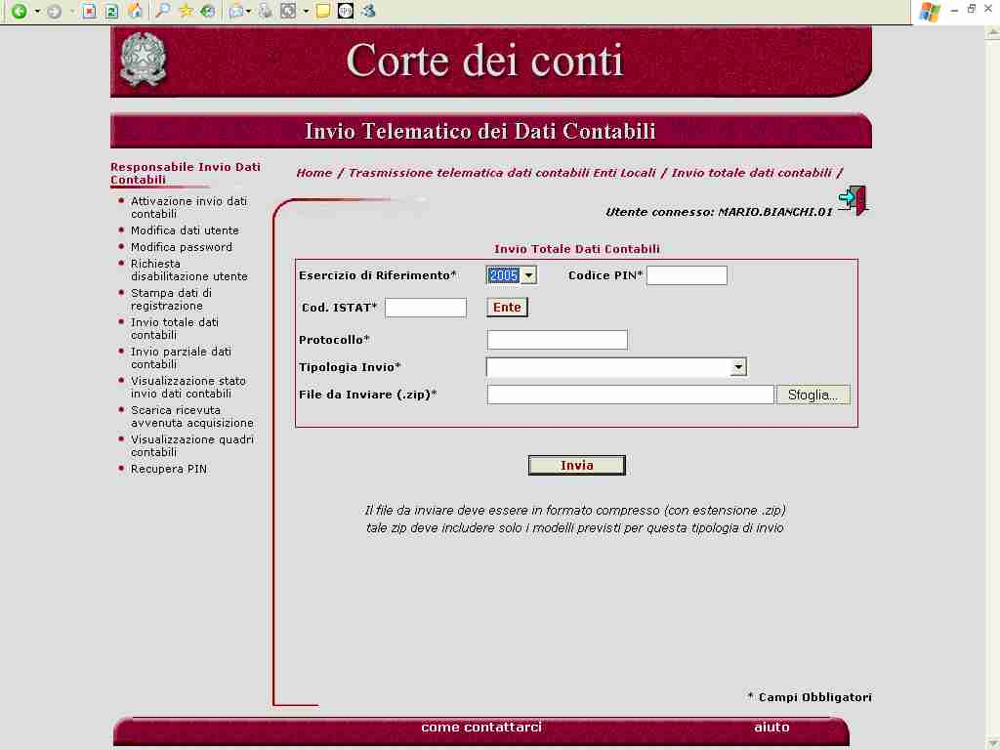 Corte dei conti
Invio Telematico dei Dati Contabili
Responsabile Invio Dati
Contabili
Attivazione invio dati
contabili
Modifica dati utente
Modifica password
Richiesta
disabilitazione utente
Stampa dati di
registrazione
Invio totale dati
contabili
Invio parziale dati
contabili
Visualizzazione stato
invio dati contabili
Scarica ricevuta
avvenuta acquisizione
Visualizzazione quadri
contabili
Recupera PIN
Home / Trasmissione telematica dati contabili Enti Locali / Invio totale dati contabili /
Utente connesso: MARIO.BIANCHI.01
Invio Totale Dati Contabili
Esercizio di Riferimento* 2005 Codice PIN*
Cod. ISTAT* Ente
Protocollo*
Tipologia Invio*
File da Inviare (.zip)* Sfoglia...
Invia
Il file da inviare deve essere in formato compresso (con estensione .zip)
tale zip deve includere solo i modelli previsti per questa tipologia di invio
* Campi Obbligatori
come contattarci aiuto